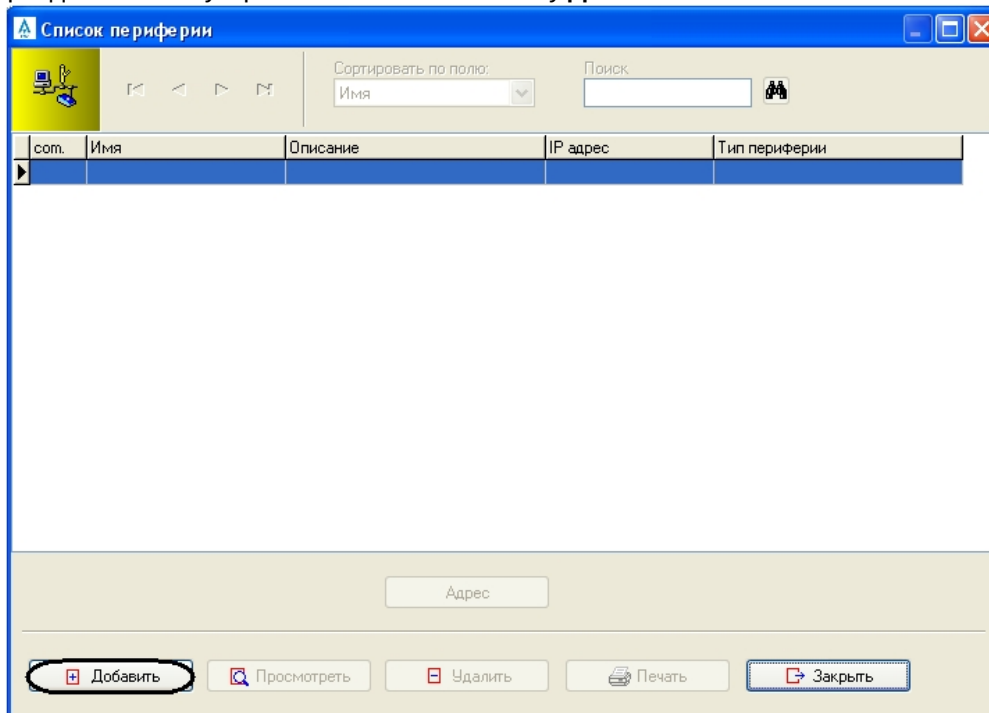 Список периферии
Сортировать по полю:
Поиск
Имя
com.
Имя
Описание
IP адрес
Тип периферии
Адрес
Добавить
Просмотреть
Удалить
Печать
Закрыть